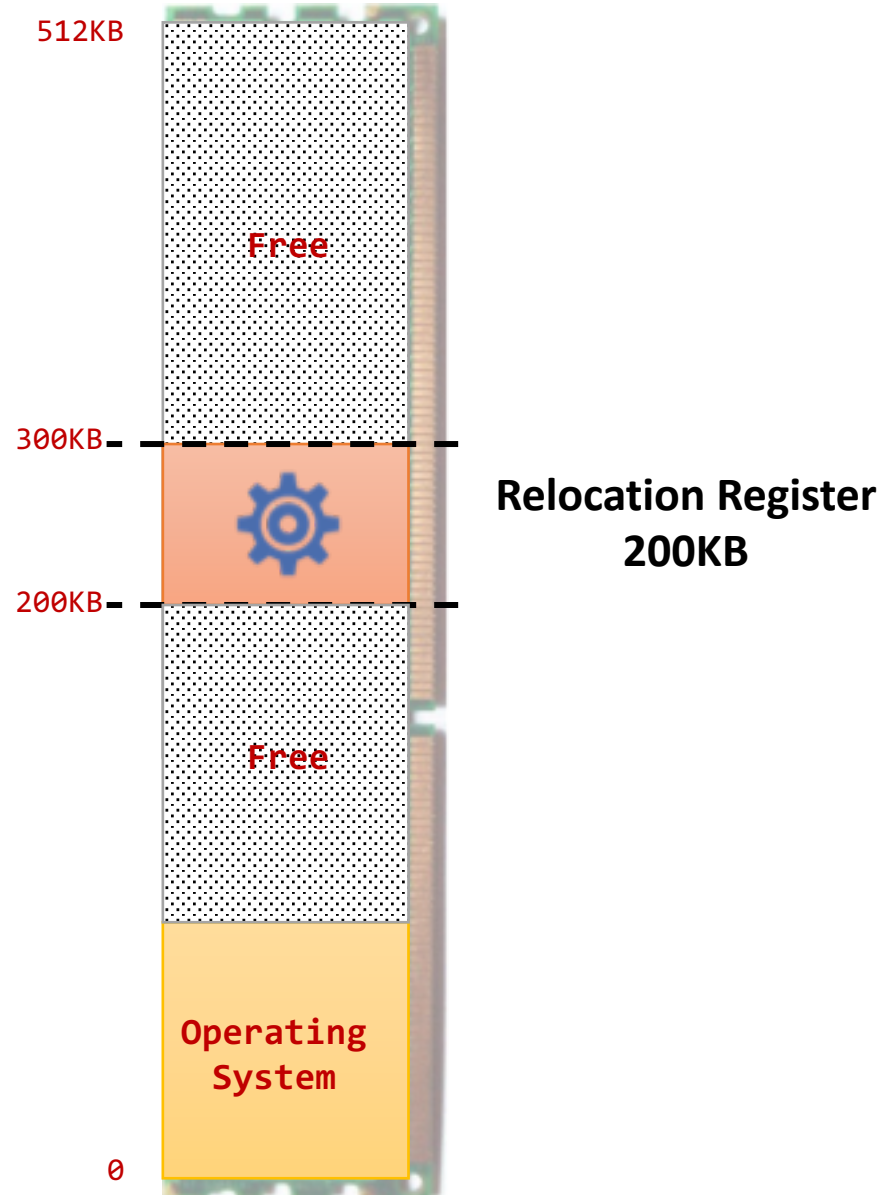 512KB
Free
300KB
Relocation Register
200KB
200KB
Free
Operating
System
0